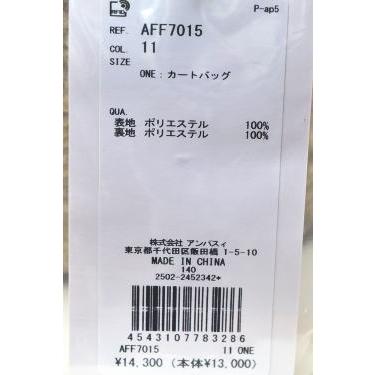 RFID
P-ap5
REF. AFF7015
COL. 11
SIZE
ONE : カートバッグ
QUA.
表地 ポリエステル 100%
裏地 ポリエステル 100%
株式会社 アンパスィ
東京都千代田区飯田橋 1-5-10
MADE IN CHINA
140
2502-2452342*
4543107783286
AFF7015 11 ONE
¥14,300 (本体¥13,000)